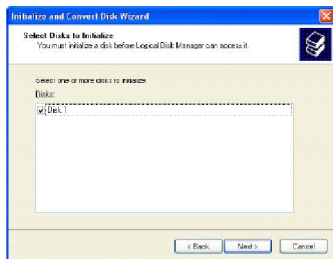 Initialize and Convert Disk Wizard
Select Disks to Initialize
You must initialize a disk before Logical Disk Manager can access it.
Select one or more disks to initialize
Disks:
Disk 1
< Back
Next >
Cancel